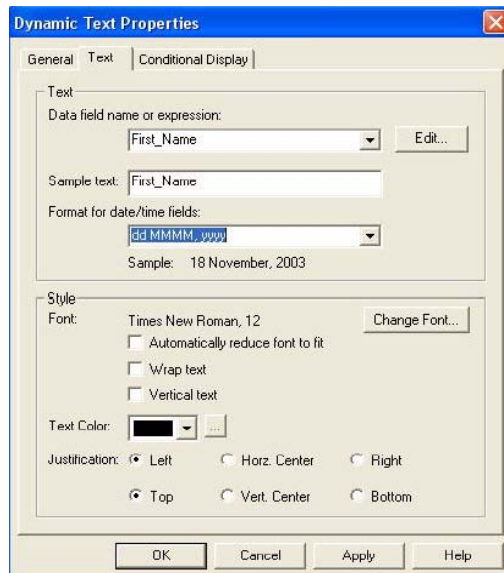 Dynamic Text Properties
General Text Conditional Display
Text
Data field name or expression:
First_Name Edit...
Sample text: First_Name
Format for date/time fields:
dd MMMM, yyyy
Sample: 18 November, 2003
Style
Font: Times New Roman, 12 Change Font...
Automatically reduce font to fit
Wrap text
Vertical text
Text Color: ...
Justification: Left Horz. Center Right
Top Vert. Center Bottom
OK Cancel Apply Help